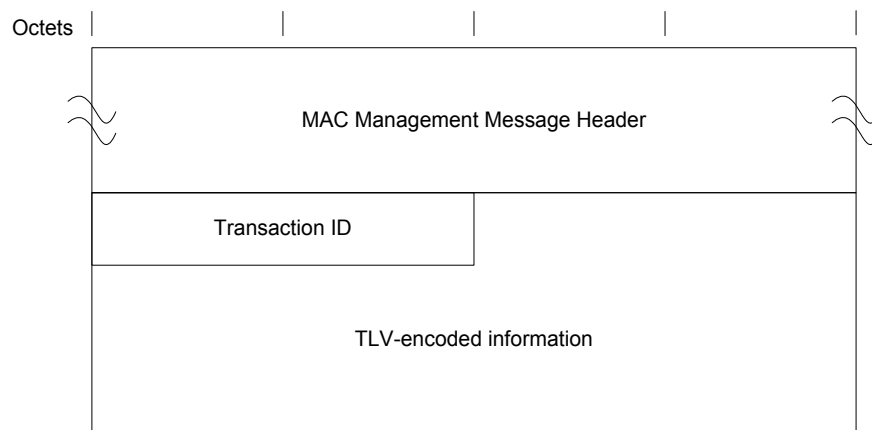 Octets
MAC Management Message Header
Transaction ID
TLV-encoded information